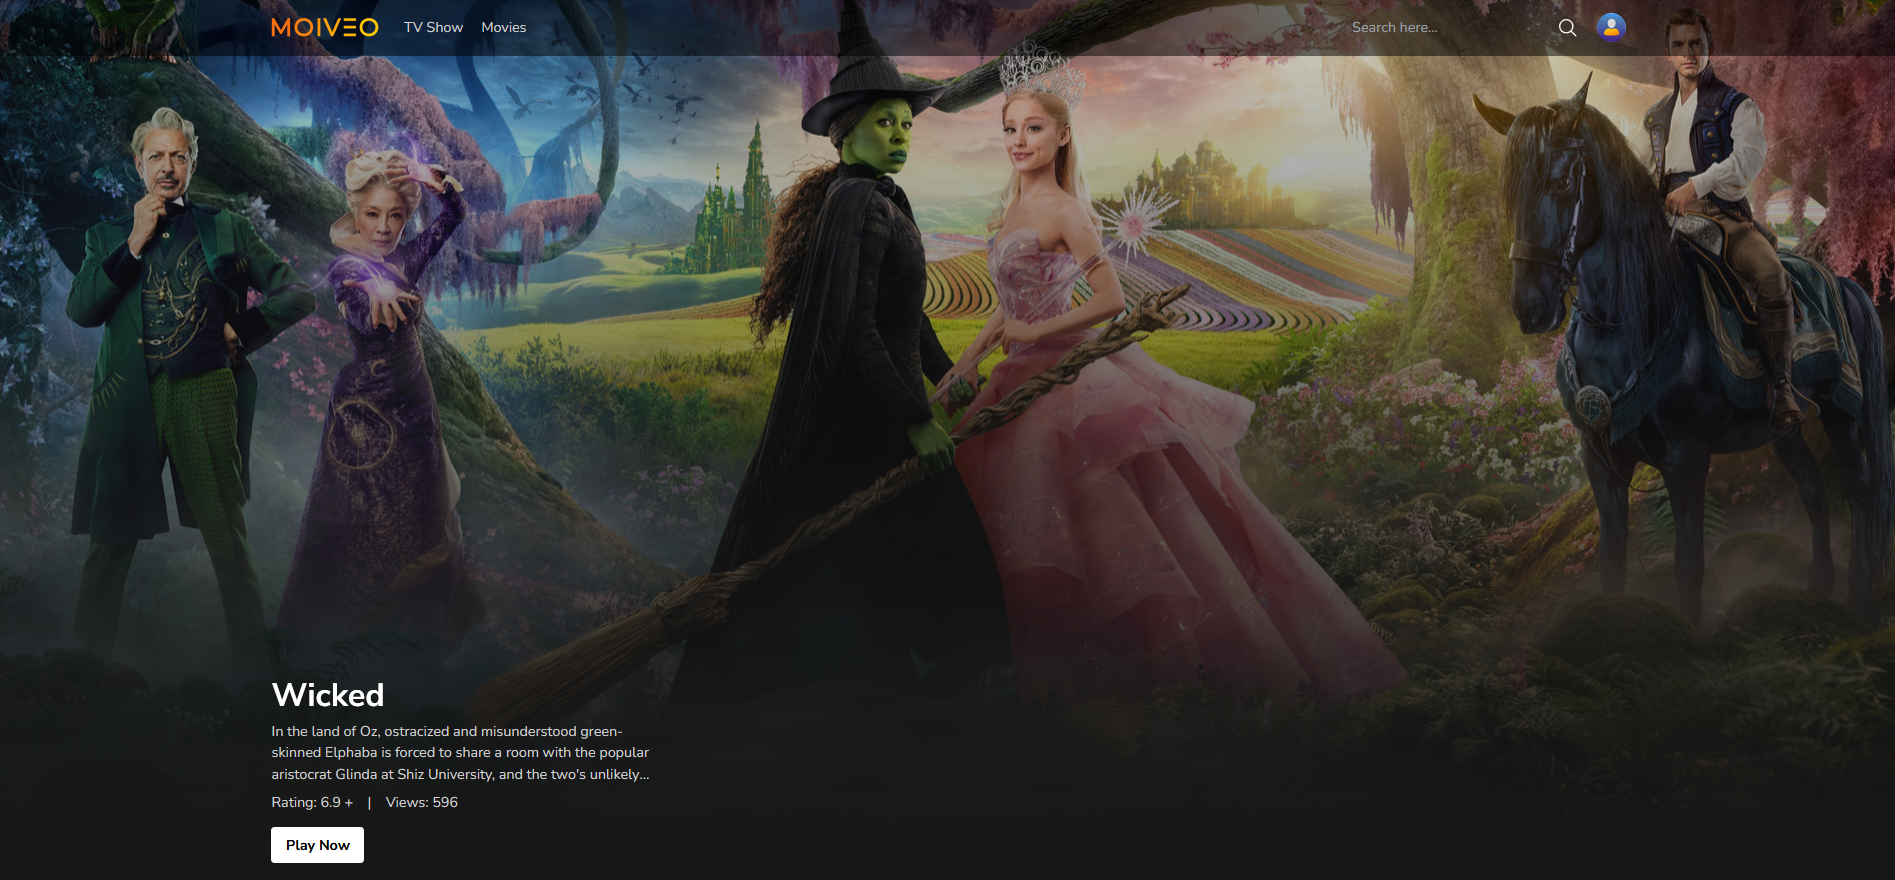 MOIVEO
TV Show
Movies
Search here...
Wicked
In the land of Oz, ostracized and misunderstood green-
skinned Elphaba is forced to share a room with the popular
aristocrat Glinda at Shiz University, and the two's unlikely...
Rating: 6.9 + | Views: 596
Play Now